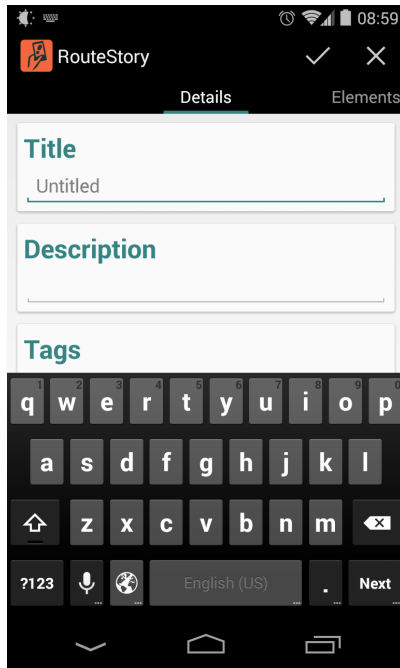 08:59
RouteStory
Details Elements
Title
Untitled
Description
Tags
1 2 3 4 5 6 7 8 9 0
q w e r t y u i o p
a s d f g h j k l
z x c v b n m
?123 English (US) . Next